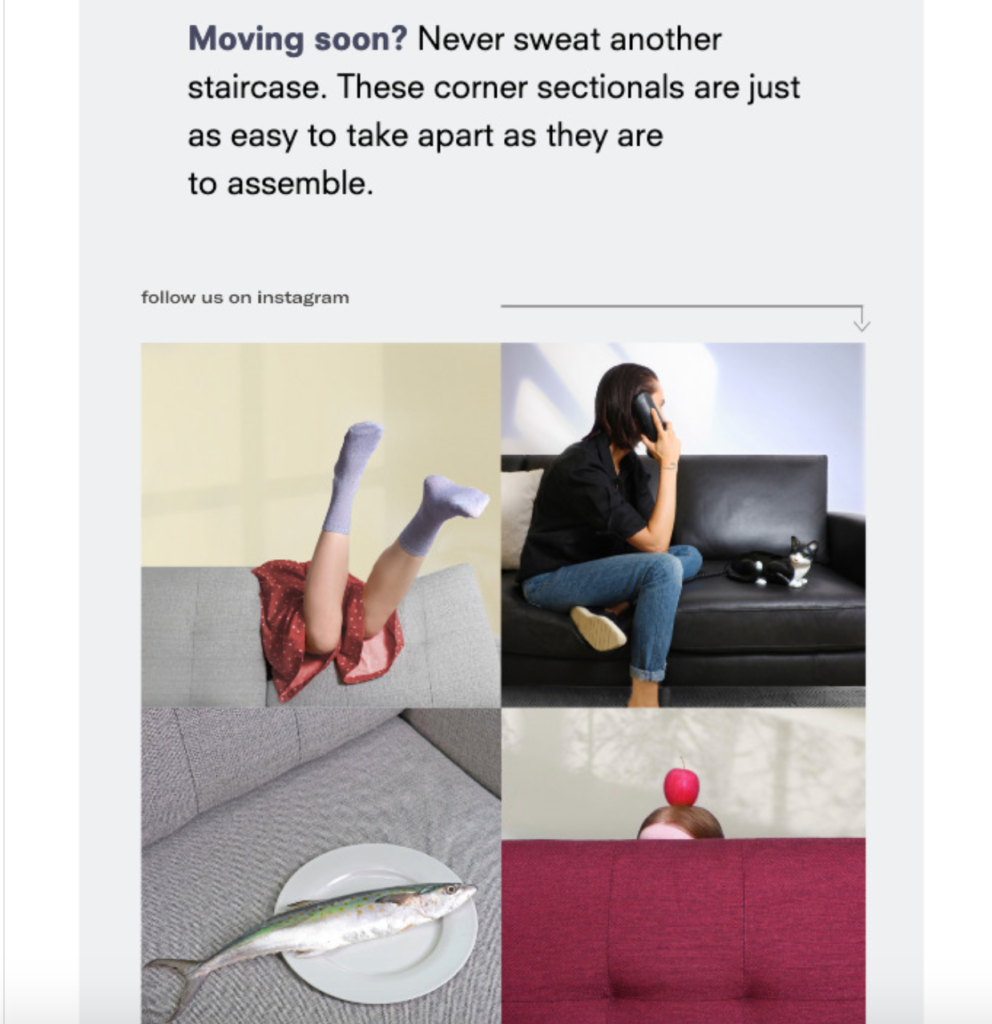 Moving soon? Never sweat another
staircase. These corner sectionals are just
as easy to take apart as they are
to assemble.
follow us on instagram